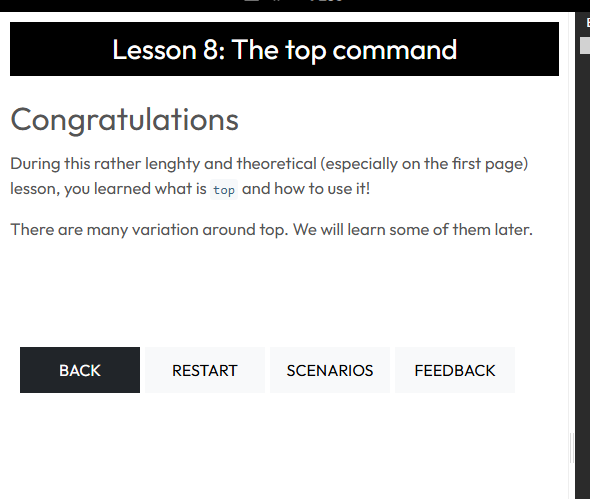 Lesson 8: The top command
Congratulations
During this rather lenghty and theoretical (especially on the first page)
lesson, you learned what is top and how to use it!
There are many variation around top. We will learn some of them later.
BACK RESTART SCENARIOS FEEDBACK